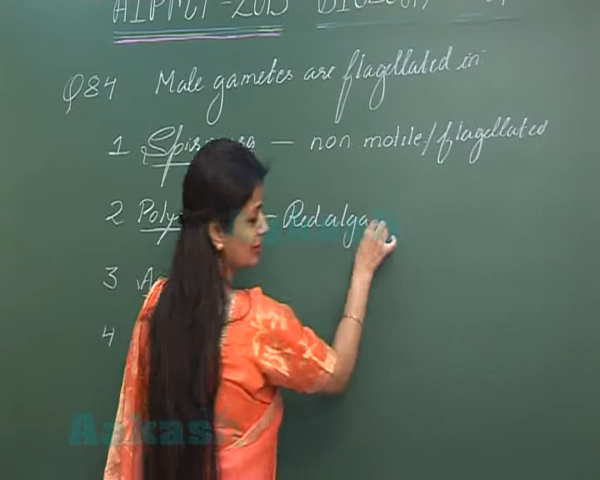 AIPMT-2015 BIOLOGY
Q84 Male gametes are flagellated in:
1 — non motile/flagellated
2 Poly — Red alga
3 A
4
Aakash